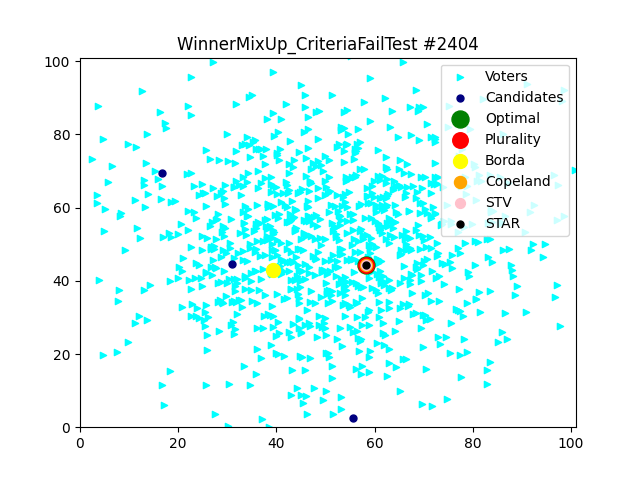 WinnerMixUp_CriteriaFailTest #2404
100
80
60
40
20
0
0 20 40 60 80 100
Voters
Candidates
Optimal
Plurality
Borda
Copeland
STV
STAR